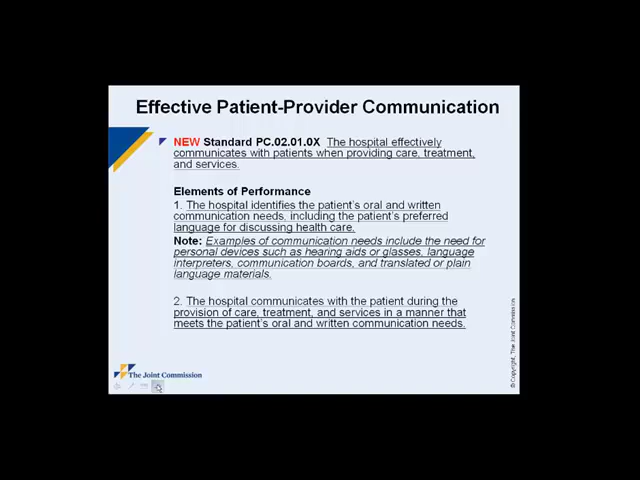 Effective Patient-Provider Communication
NEW Standard PC.02.01.0X The hospital effectively
communicates with patients when providing care, treatment,
and services.
Elements of Performance
1. The hospital identifies the patient's oral and written
communication needs, including the patient's preferred
language for discussing health care.
Note: Examples of communication needs include the need for
personal devices such as hearing aids or glasses, language
interpreters, communication boards, and translated or plain
language materials.
2. The hospital communicates with the patient during the
provision of care, treatment, and services in a manner that
meets the patient's oral and written communication needs.
The Joint Commission
© Copyright, The Joint Commission